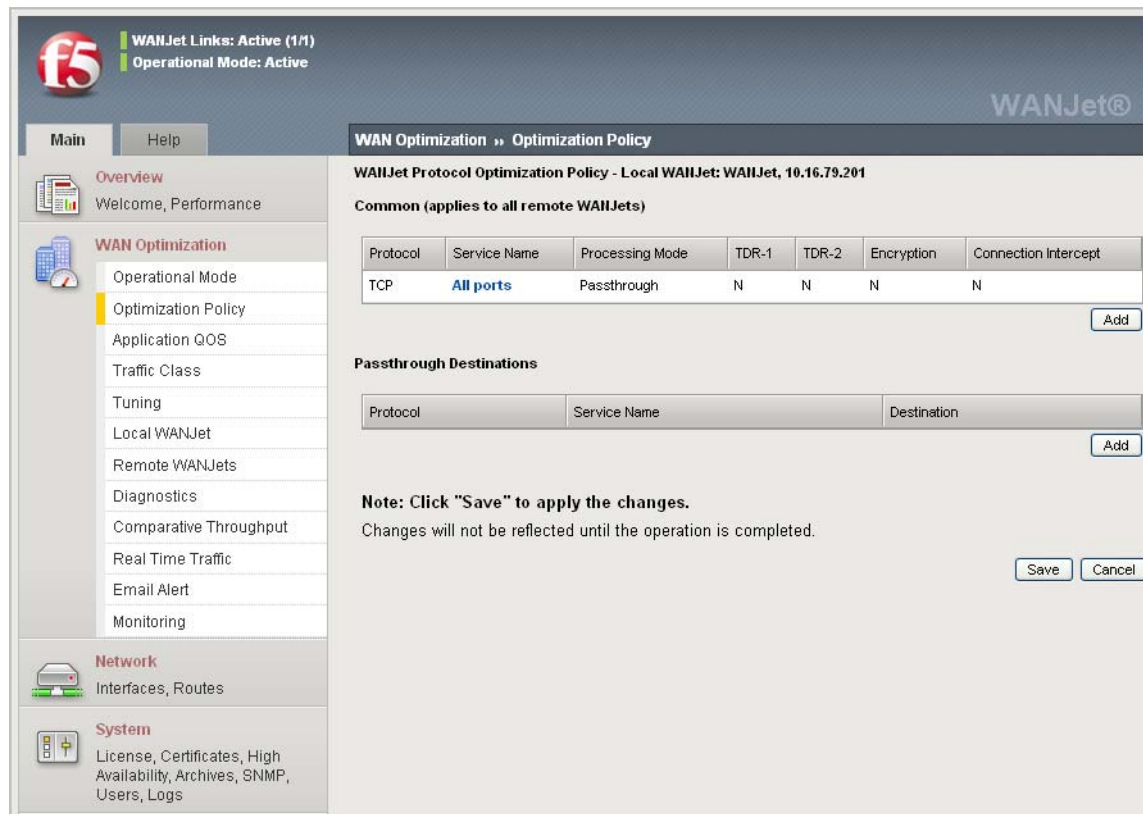 f5
WANJet Links: Active (1/1)
Operational Mode: Active
WANJet®
Main
Help
WAN Optimization ›› Optimization Policy
Overview
Welcome, Performance
WAN Optimization
Operational Mode
Optimization Policy
Application QOS
Traffic Class
Tuning
Local WANJet
Remote WANJets
Diagnostics
Comparative Throughput
Real Time Traffic
Email Alert
Monitoring
Network
Interfaces, Routes
System
License, Certificates, High
Availability, Archives, SNMP,
Users, Logs
WANJet Protocol Optimization Policy - Local WANJet: WANJet, 10.16.79.201
Common (applies to all remote WANJets)
Protocol Service Name Processing Mode TDR-1 TDR-2 Encryption Connection Intercept
TCP All ports Passthrough N N N N
Add
Passthrough Destinations
Protocol Service Name Destination
Add
Note: Click "Save" to apply the changes.
Changes will not be reflected until the operation is completed.
Save Cancel